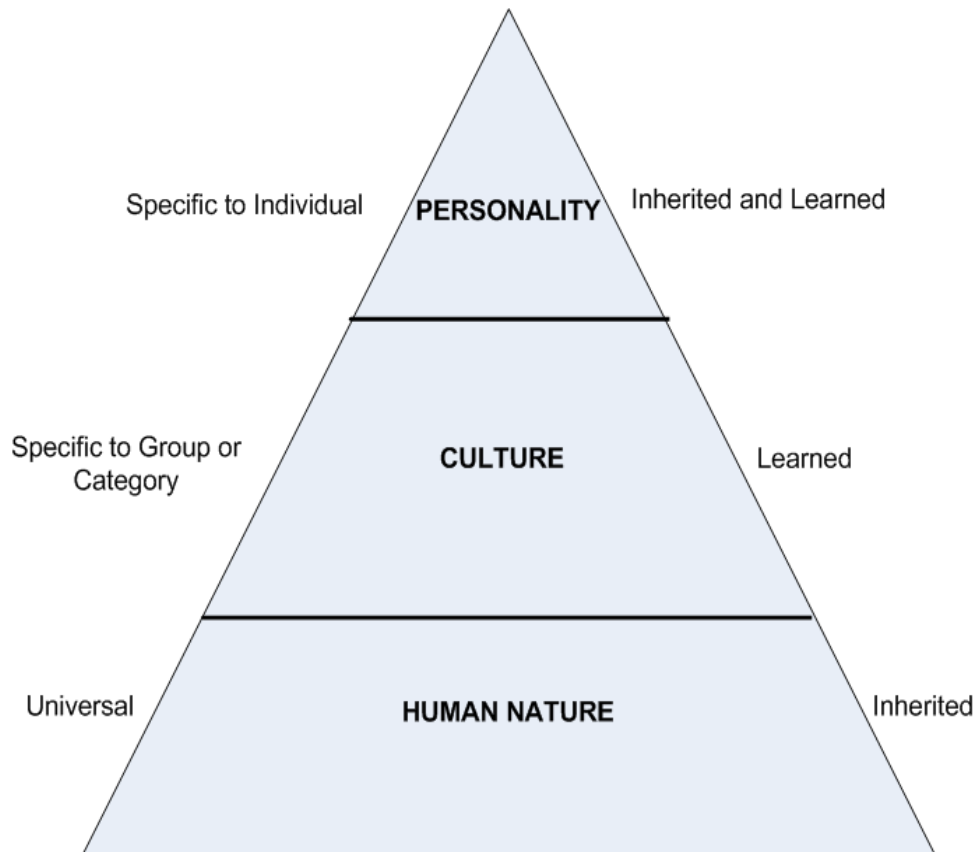 Specific to Individual
PERSONALITY
Inherited and Learned
Specific to Group or
Category
CULTURE
Learned
Universal
HUMAN NATURE
Inherited